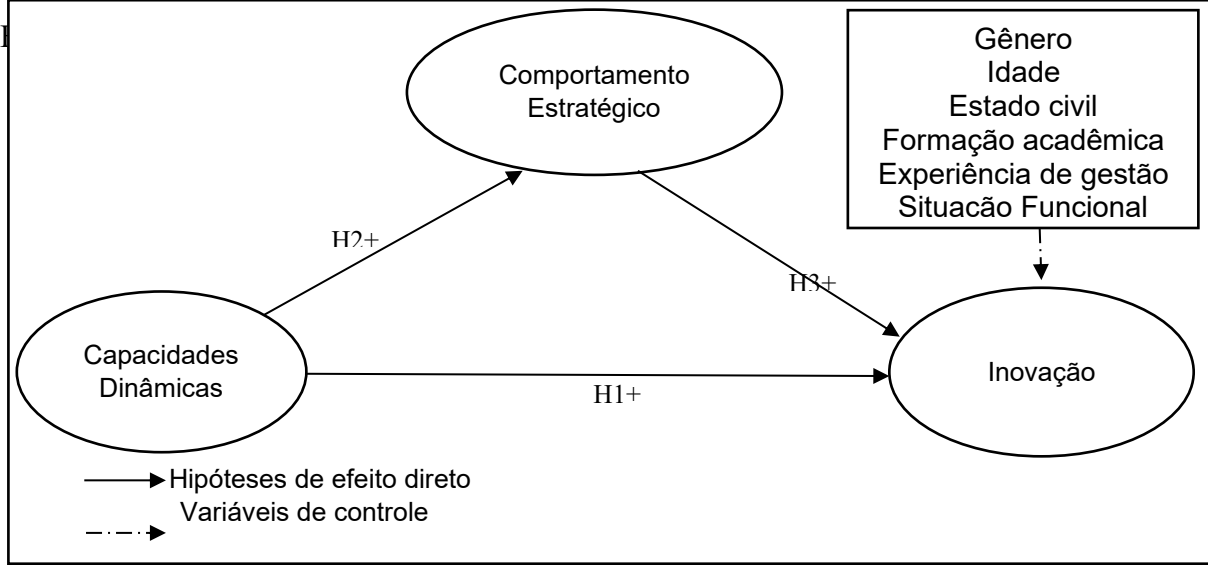 Comportamento
Estratégico
Gênero
Idade
Estado civil
Formação acadêmica
Experiência de gestão
Situacão Funcional
H2+
H3+
Capacidades
Dinâmicas
Inovação
H1+
Hipóteses de efeito direto
Variáveis de controle